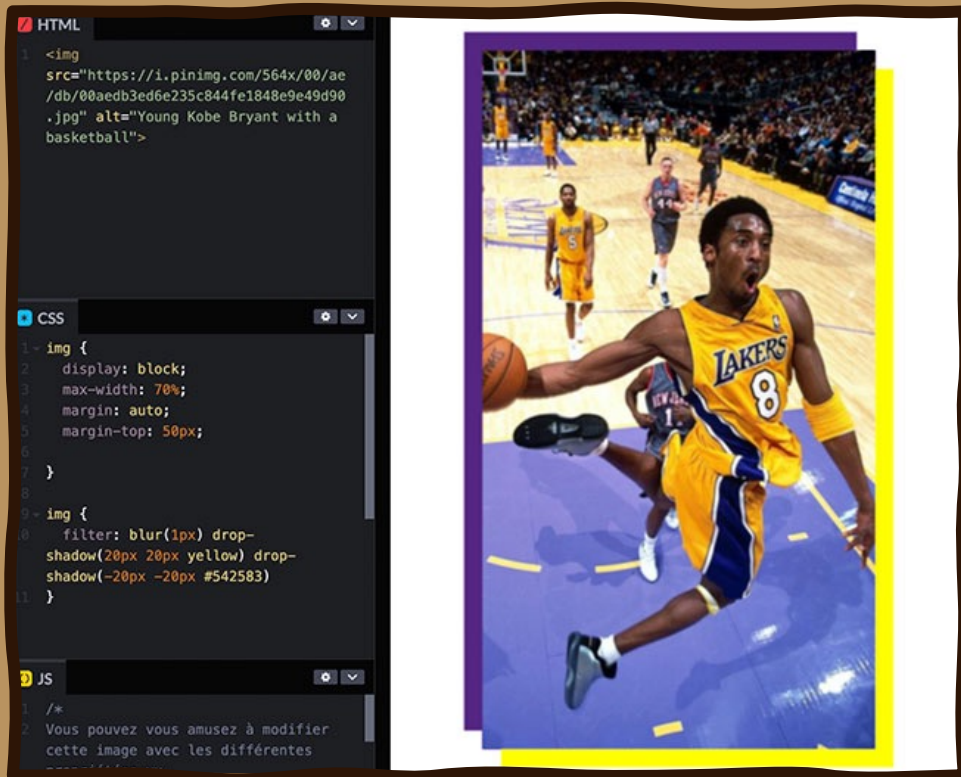 HTML
1 <img
src="https://i.pinimg.com/564x/00/ae
/db/00aedb3ed6e235c844fe1848e9e49d90
.jpg" alt="Young Kobe Bryant with a
basketball">
CSS
1 img {
2 display: block;
3 max-width: 70%;
4 margin: auto;
5 margin-top: 50px;
6
7 }
8
9 img {
10 filter: blur(1px) drop-
shadow(20px 20px yellow) drop-
shadow(-20px -20px #542583)
11 }
JS
1 /*
2 Vous pouvez vous amusez à modifier
cette image avec les différentes
44
LAKERS
5
LAKERS
8
1